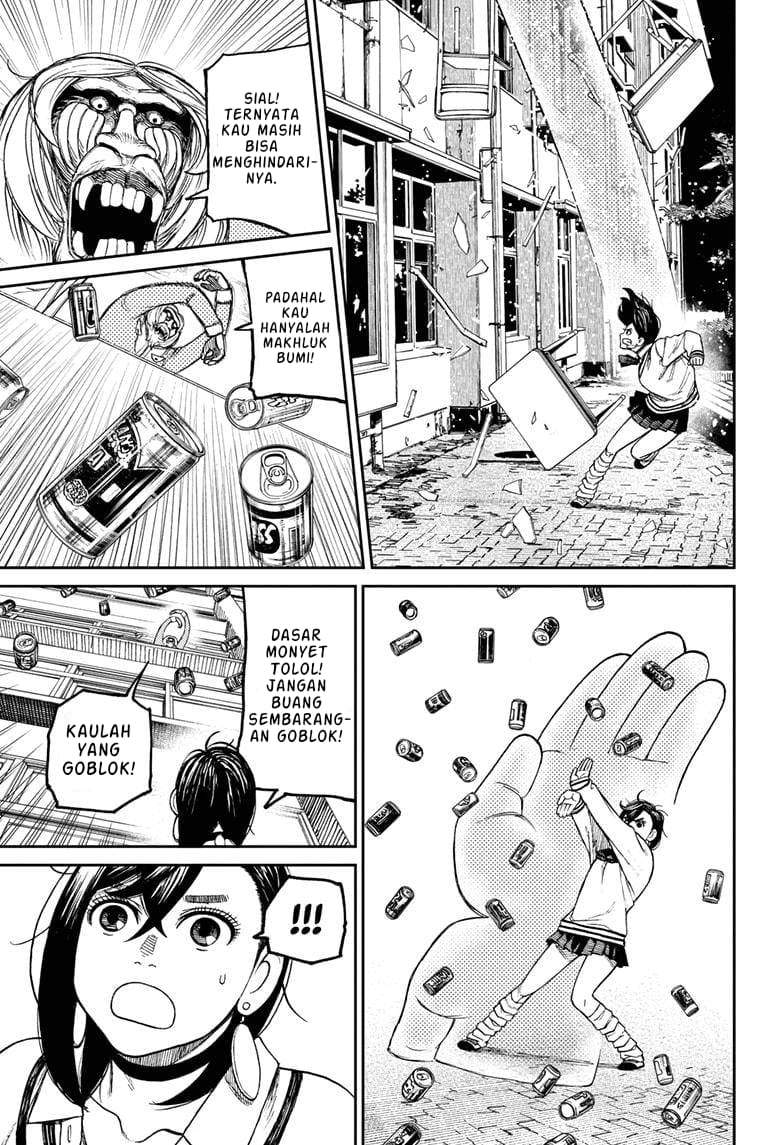 SIAL!
TERNYATA
KAU MASIH
BISA
MENGHINDARI-
NYA.
PADAHAL
KAU
HANYALAH
MAKHLUK
BUMI!
DASAR
MONYET
TOLOL!
JANGAN
BUANG
SEMBARANG-
AN GOBLOK!
KAULAH
YANG
GOBLOK!
!!!